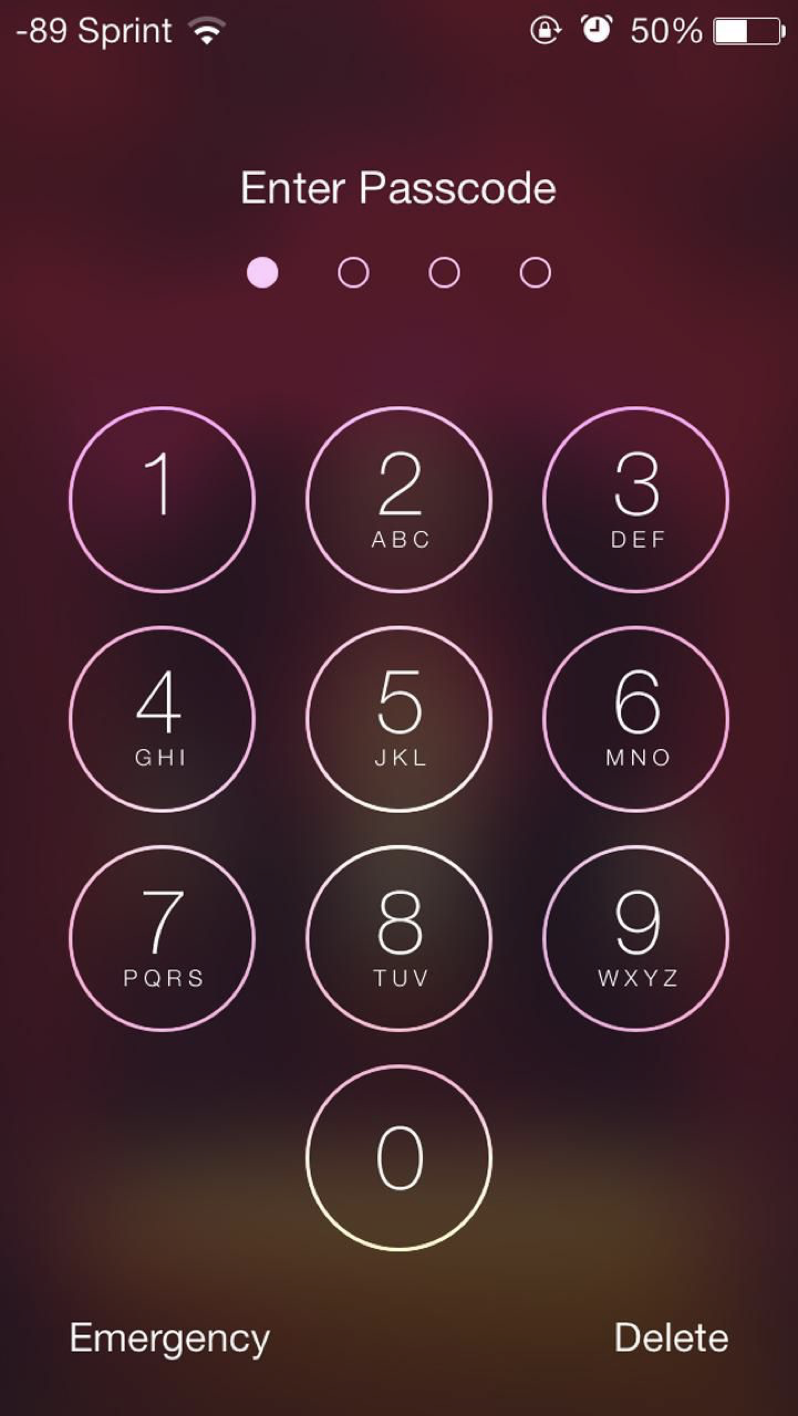 -89 Sprint 50%
Enter Passcode
1 2 3
ABC DEF
4 5 6
GHI JKL MNO
7 8 9
PQRS TUV WXYZ
0
Emergency Delete